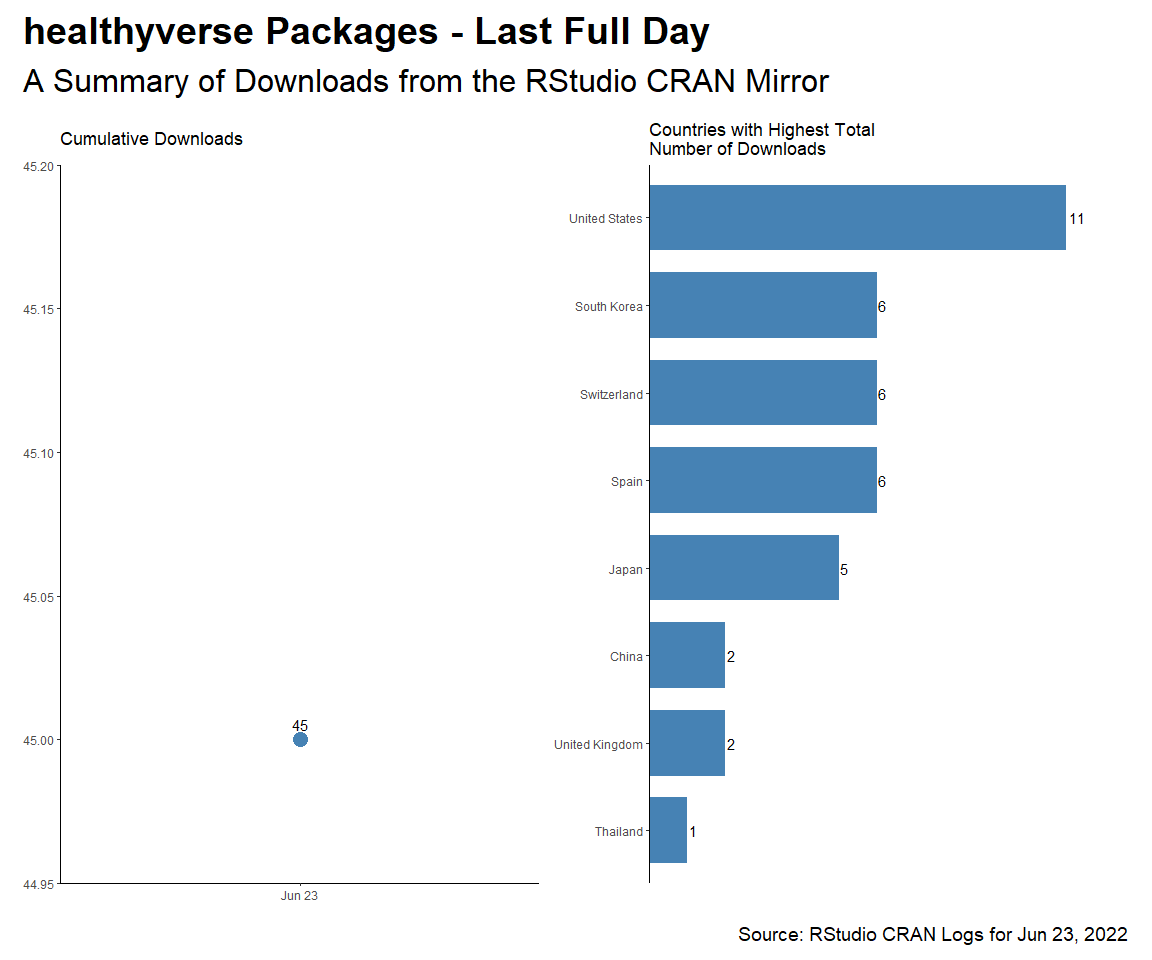 healthyverse Packages - Last Full Day
A Summary of Downloads from the RStudio CRAN Mirror
Cumulative Downloads
45.20
45.15
45.10
45.05
45.00
44.95
45
Jun 23
Countries with Highest Total
Number of Downloads
United States 11
South Korea 6
Switzerland 6
Spain 6
Japan 5
China 2
United Kingdom 2
Thailand 1
Source: RStudio CRAN Logs for Jun 23, 2022